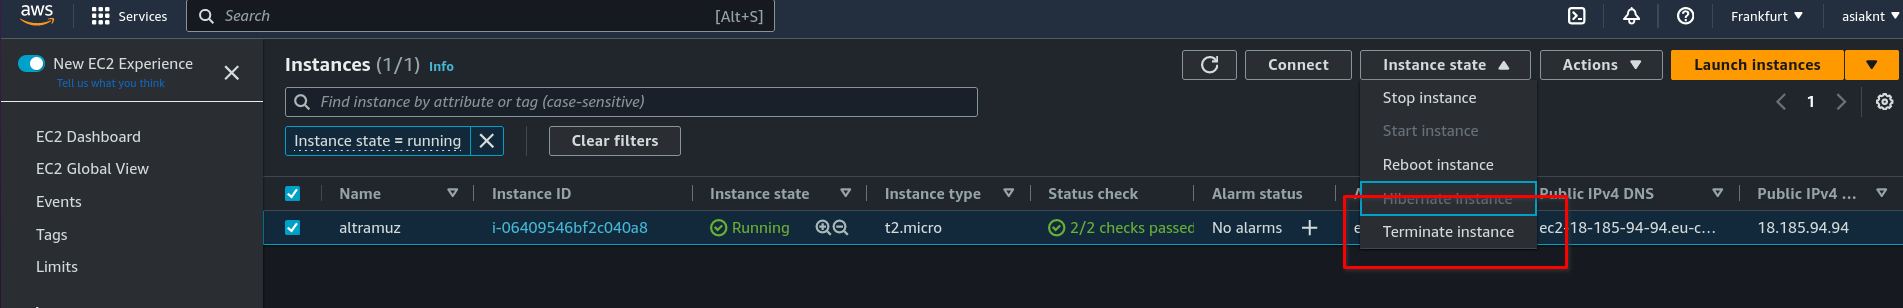 aws
Services
Search
[Alt+S]
Frankfurt
asiaknt
New EC2 Experience
Tell us what you think
EC2 Dashboard
EC2 Global View
Events
Tags
Limits
Instances (1/1) Info
Connect
Instance state
Actions
Launch instances
Find instance by attribute or tag (case-sensitive)
1
Instance state = running
Clear filters
Stop instance
Start instance
Reboot instance
Hibernate instance
Terminate instance
Name Instance ID Instance state Instance type Status check Alarm status A Public IPv4 DNS Public IPv4 ...
altramuz i-06409546bf2c040a8 Running t2.micro 2/2 checks passed No alarms e ec2-18-185-94-94.eu-c... 18.185.94.94